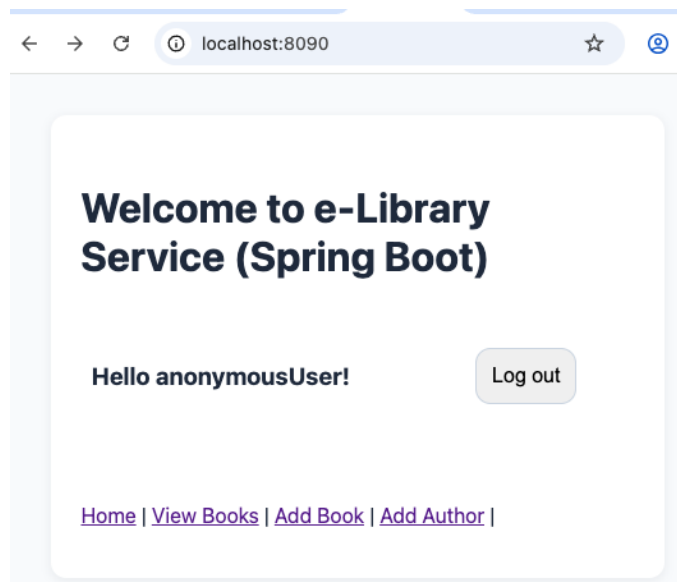 localhost:8090
Welcome to e-Library
Service (Spring Boot)
Hello anonymousUser!
Log out
Home | View Books | Add Book | Add Author |